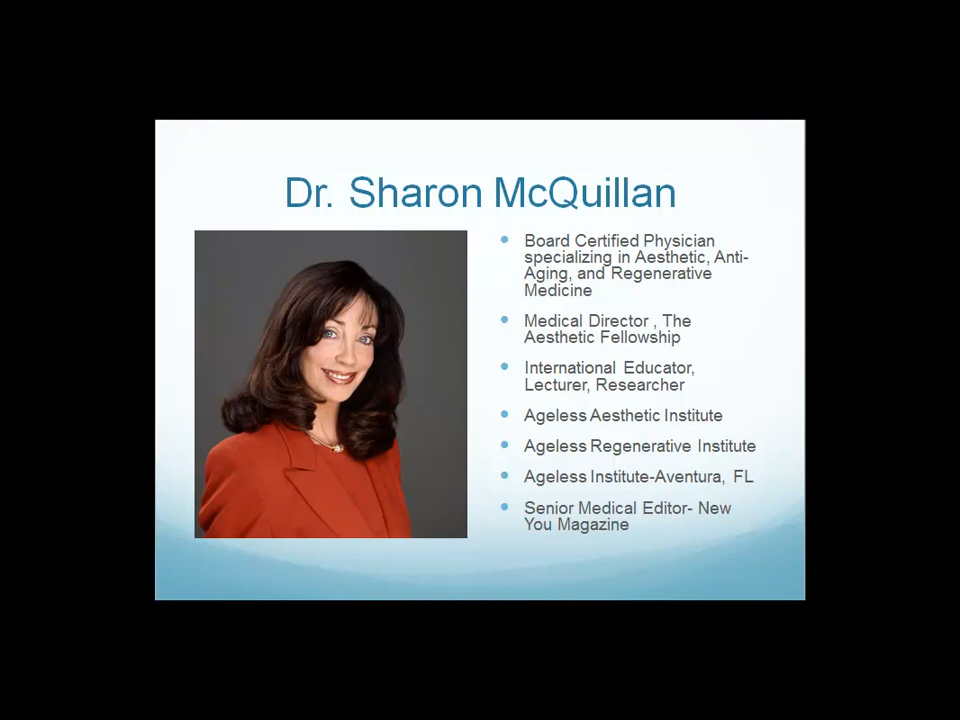 Dr. Sharon McQuillan
Board Certified Physician
specializing in Aesthetic, Anti-
Aging, and Regenerative
Medicine
Medical Director , The
Aesthetic Fellowship
International Educator,
Lecturer, Researcher
Ageless Aesthetic Institute
Ageless Regenerative Institute
Ageless Institute-Aventura, FL
Senior Medical Editor- New
You Magazine